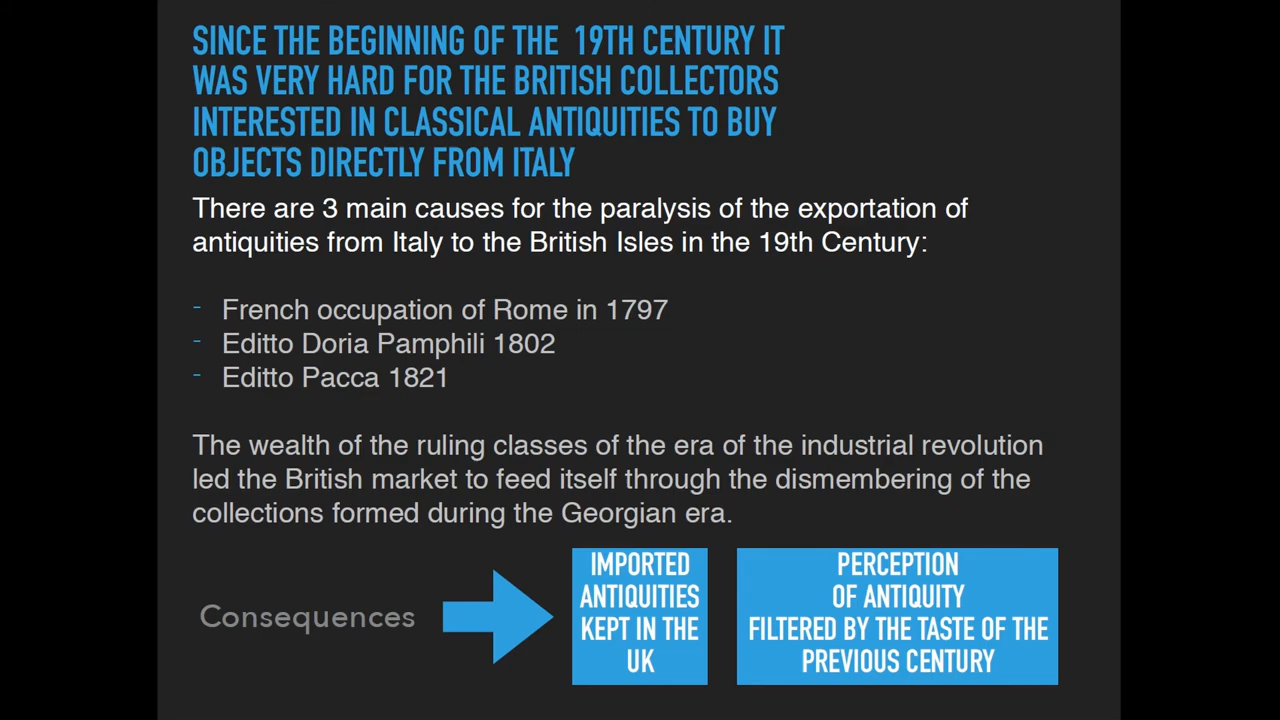 SINCE THE BEGINNING OF THE 19TH CENTURY IT
WAS VERY HARD FOR THE BRITISH COLLECTORS
INTERESTED IN CLASSICAL ANTIQUITIES TO BUY
OBJECTS DIRECTLY FROM ITALY
There are 3 main causes for the paralysis of the exportation of
antiquities from Italy to the British Isles in the 19th Century:
- French occupation of Rome in 1797
- Editto Doria Pamphili 1802
- Editto Pacca 1821
The wealth of the ruling classes of the era of the industrial revolution
led the British market to feed itself through the dismembering of the
collections formed during the Georgian era.
Consequences
IMPORTED
ANTIQUITIES
KEPT IN THE
UK
PERCEPTION
OF ANTIQUITY
FILTERED BY THE TASTE OF THE
PREVIOUS CENTURY